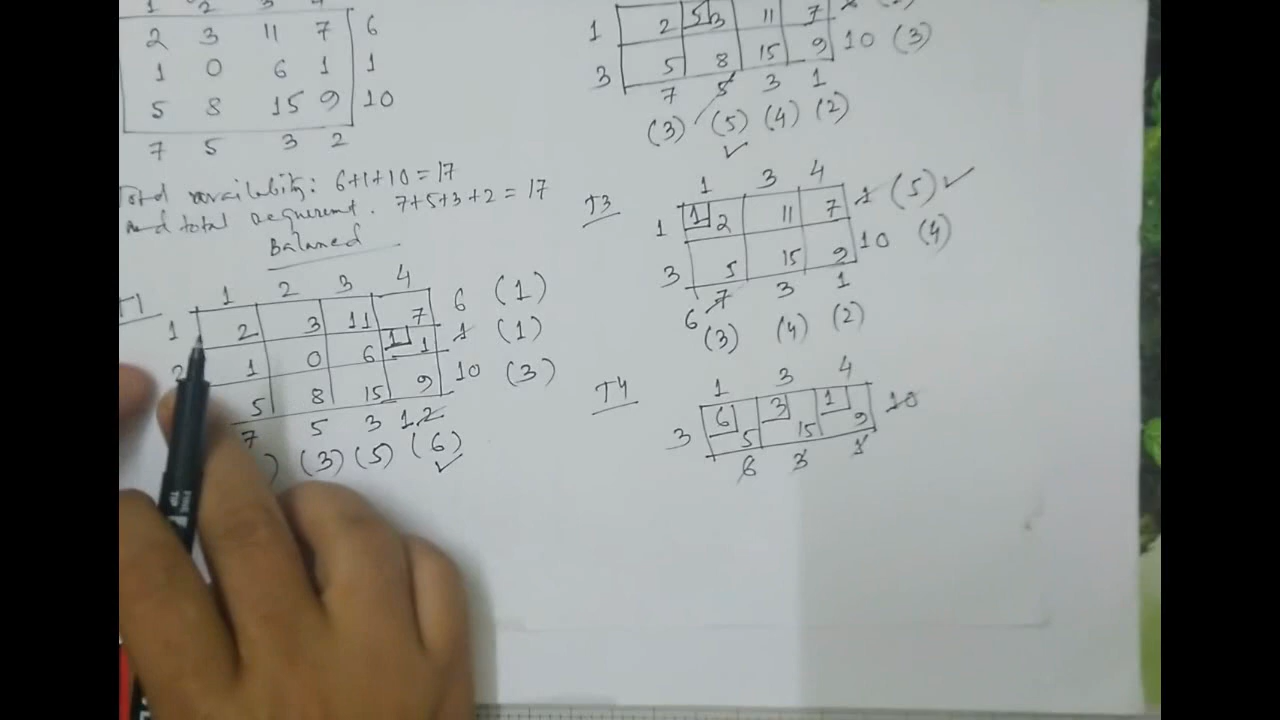 1 2 3 4
2 3 11 7 6
1 0 6 1 1
5 8 15 9 10
7 5 3 2
Total availability: 6+1+10 = 17
and total requirent. 7+5+3+2 = 17
Balanced
T1
1 2 3 4
1 2 3 11 7 6 (1)
2 1 0 6 1 1 1 (1)
5 8 15 9 10 (3)
7 5 3 1 2
) (3) (5) (6) ✓
1 2 5 3 11 7
3 5 8 15 9 10 (3)
7 5 3 1
(3) (5) (4) (2)
✓
T3
1 3 4
1 1 2 11 7 1 (5) ✓
3 5 15 9 10 (4)
6 7 3 1
(3) (4) (2)
T4
1 3 4
3 6 5 3 15 1 9 10
6 3 1